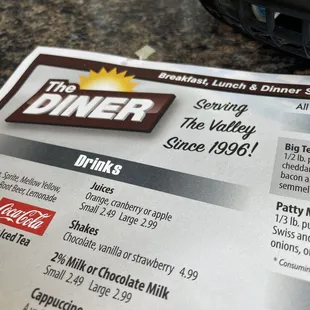 Breakfast, Lunch & Dinner S
The
DINER
Serving
The Valley
Since 1996!
All
Drinks
Sprite, Mellow Yellow,
Root Beer, Lemonade
Coca-Cola
Iced Tea
Juices
Orange, cranberry or apple
Small 2.49 Large 2.99
Shakes
Chocolate, vanilla or strawberry 4.99
2% Milk or Chocolate Milk
Small 2.49 Large 2.99
Cappuccino
Big Te
1/2 lb. p
cheddar
bacon a
semmel
Patty M
1/3 lb, pu
Swiss and
onions, o
* Consumin